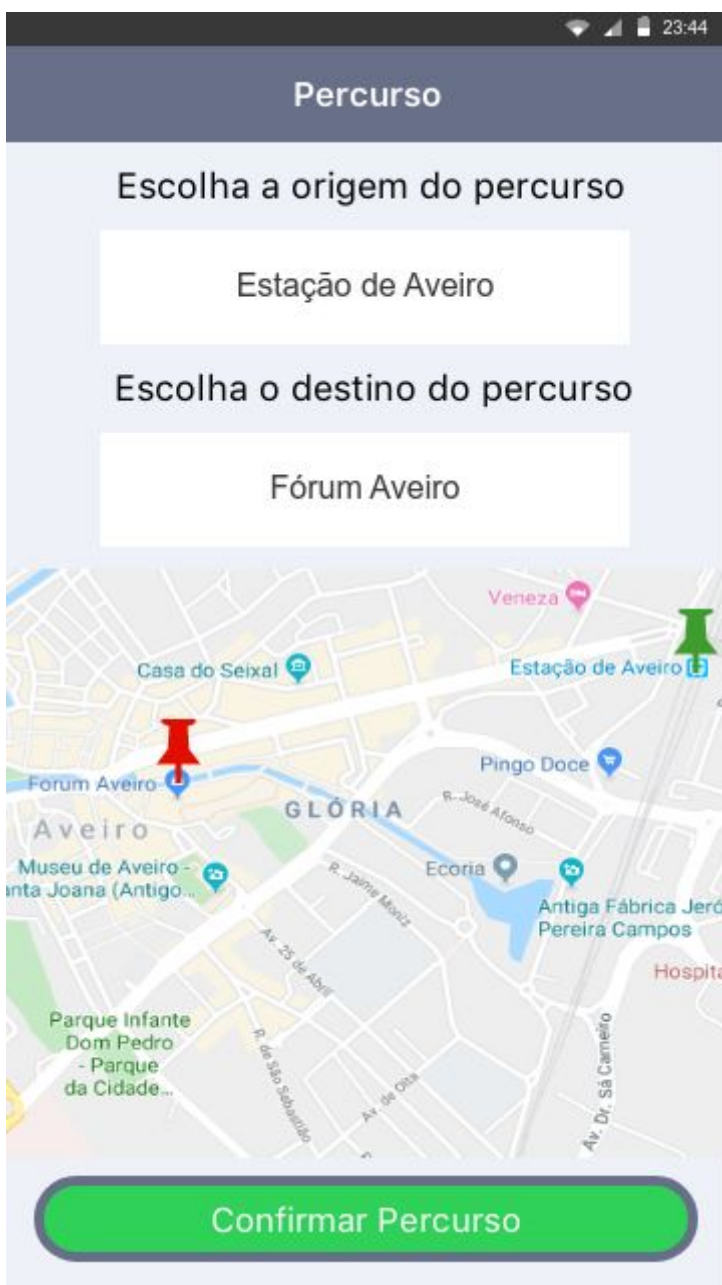 23:44
Percurso
Escolha a origem do percurso
Estação de Aveiro
Escolha o destino do percurso
Fórum Aveiro
Veneza
Casa do Seixal
Estação de Aveiro
Forum Aveiro
Pingo Doce
GLÓRIA
R. José Afonso
Aveiro
Museu de Aveiro -
anta Joana (Antigo...
Ecoria
R. Jaime Moniz
Antiga Fábrica Jeró
Pereira Campos
Av. 25 de Abril
Hospita
Parque Infante
Dom Pedro
- Parque
da Cidade...
R. de São Sebastião
Av. de Oita
Av. Dr. Sá Carneiro
Confirmar Percurso